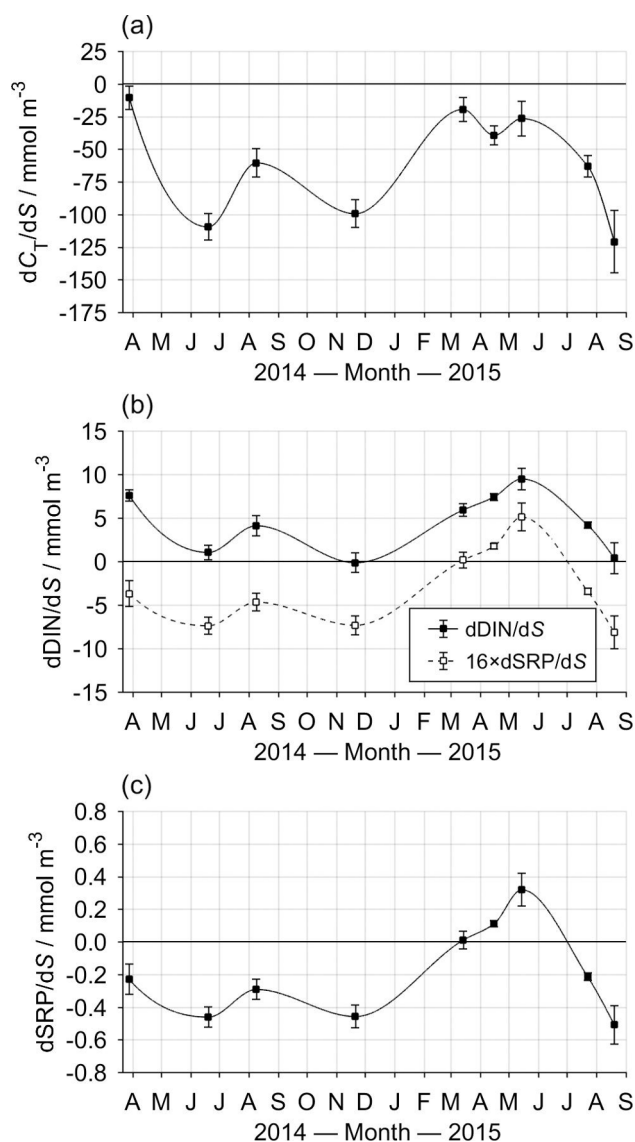 (a)
dC_T/dS / mmol m⁻³
25
0
-25
-50
-75
-100
-125
-150
-175
A M J J A S O N D J F M A M J J A S
2014 — Month — 2015
(b)
dDIN/dS / mmol m⁻³
15
10
5
0
-5
-10
-15
dDIN/dS
16×dSRP/dS
A M J J A S O N D J F M A M J J A S
2014 — Month — 2015
(c)
dSRP/dS / mmol m⁻³
0.8
0.6
0.4
0.2
0.0
-0.2
-0.4
-0.6
-0.8
A M J J A S O N D J F M A M J J A S
2014 — Month — 2015